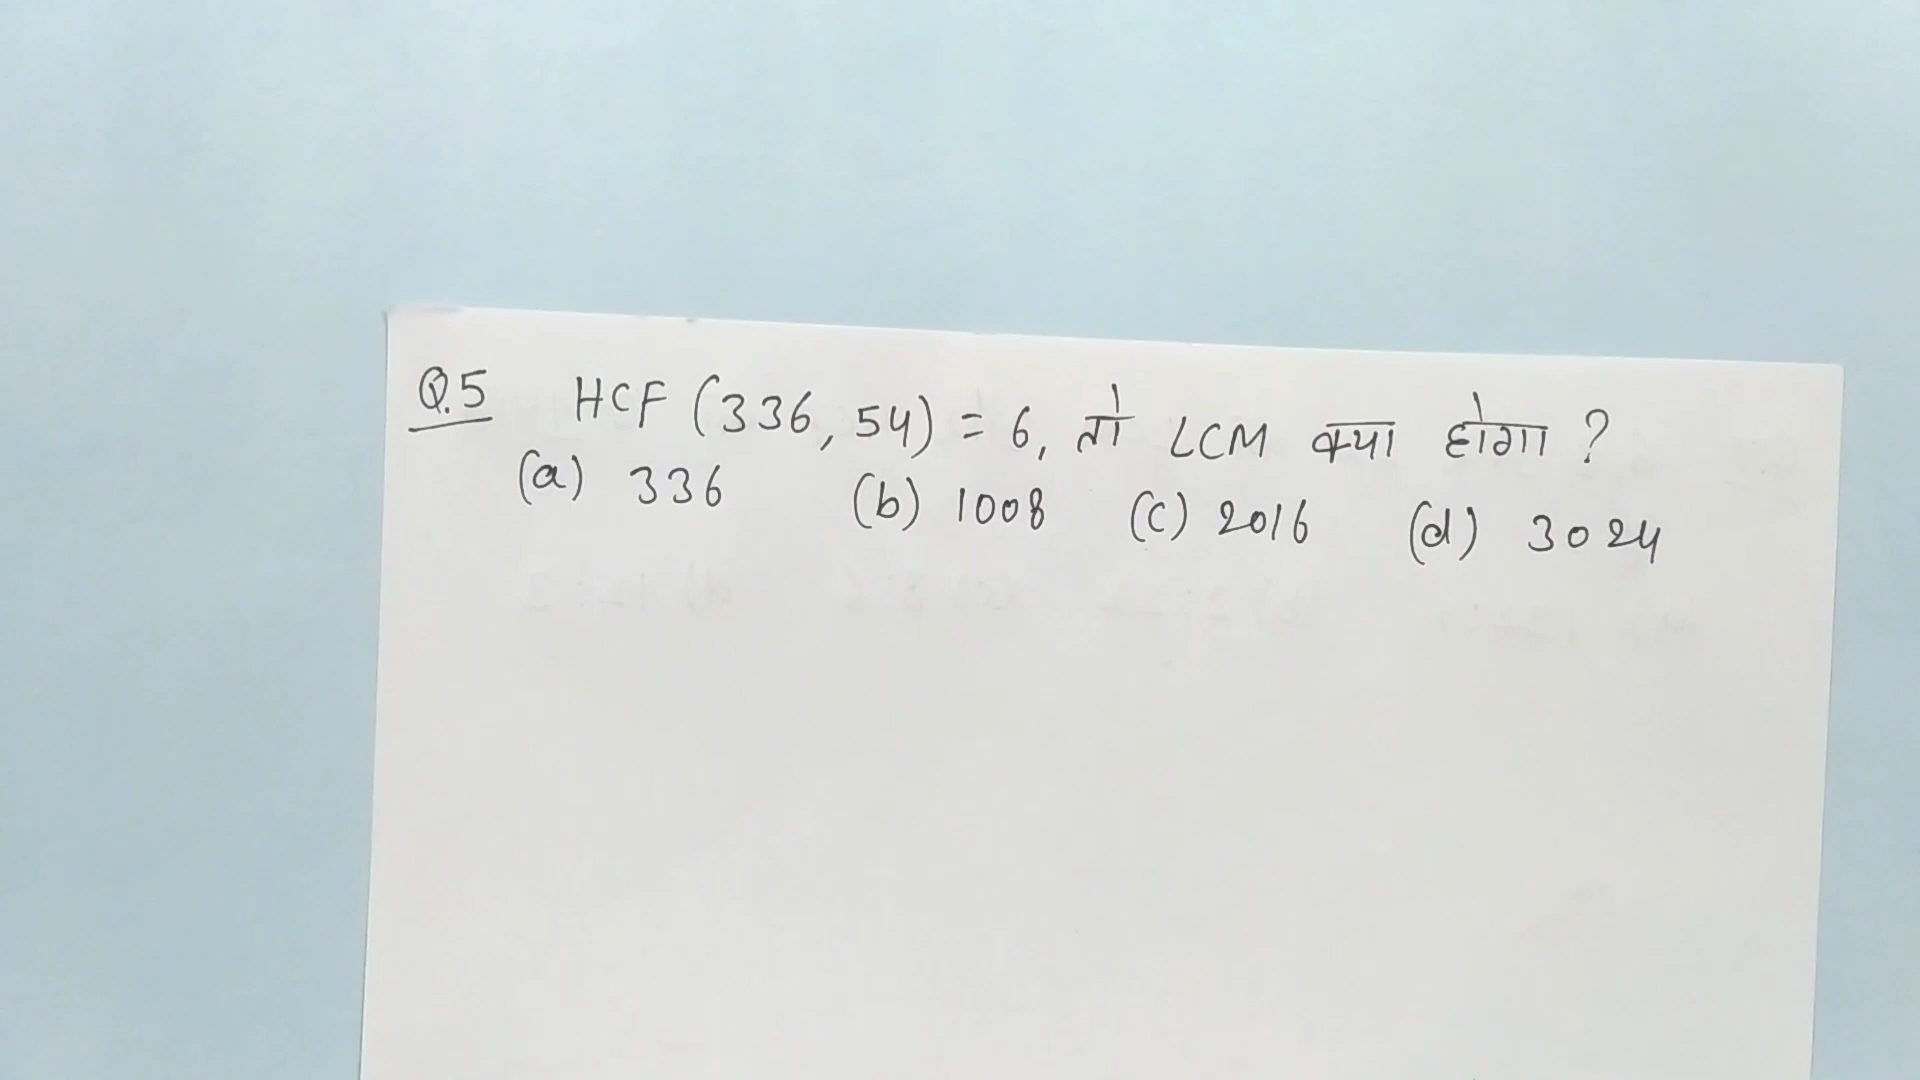 Q.5 HCF (336, 54) = 6, तो LCM क्या होगा ?
(a) 336 (b) 1008 (c) 2016 (d) 3024